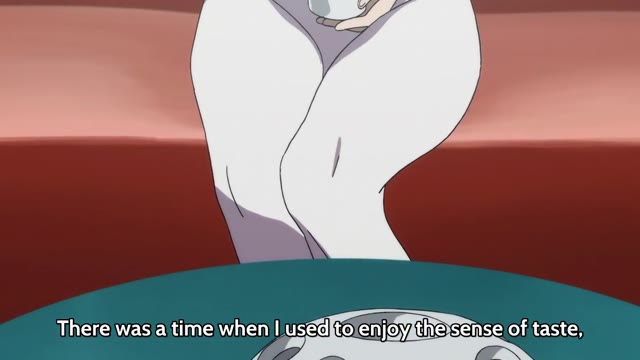 There was a time when I used to enjoy the sense of taste,